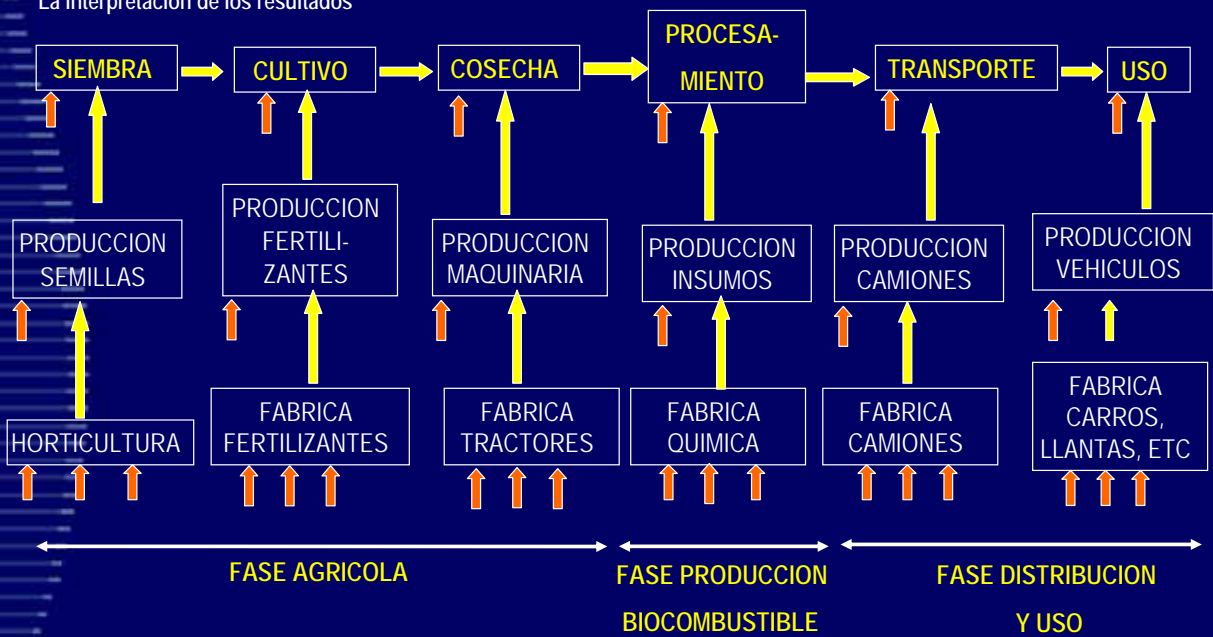 La interpretación de los resultados
SIEMBRA
CULTIVO
COSECHA
PROCESA-
MIENTO
TRANSPORTE
USO
PRODUCCION
SEMILLAS
PRODUCCION
FERTILI-
ZANTES
PRODUCCION
MAQUINARIA
PRODUCCION
INSUMOS
PRODUCCION
CAMIONES
PRODUCCION
VEHICULOS
HORTICULTURA
FABRICA
FERTILIZANTES
FABRICA
TRACTORES
FABRICA
QUIMICA
FABRICA
CAMIONES
FABRICA
CARROS,
LLANTAS, ETC
FASE AGRICOLA
FASE PRODUCCION
BIOCOMBUSTIBLE
FASE DISTRIBUCION
Y USO